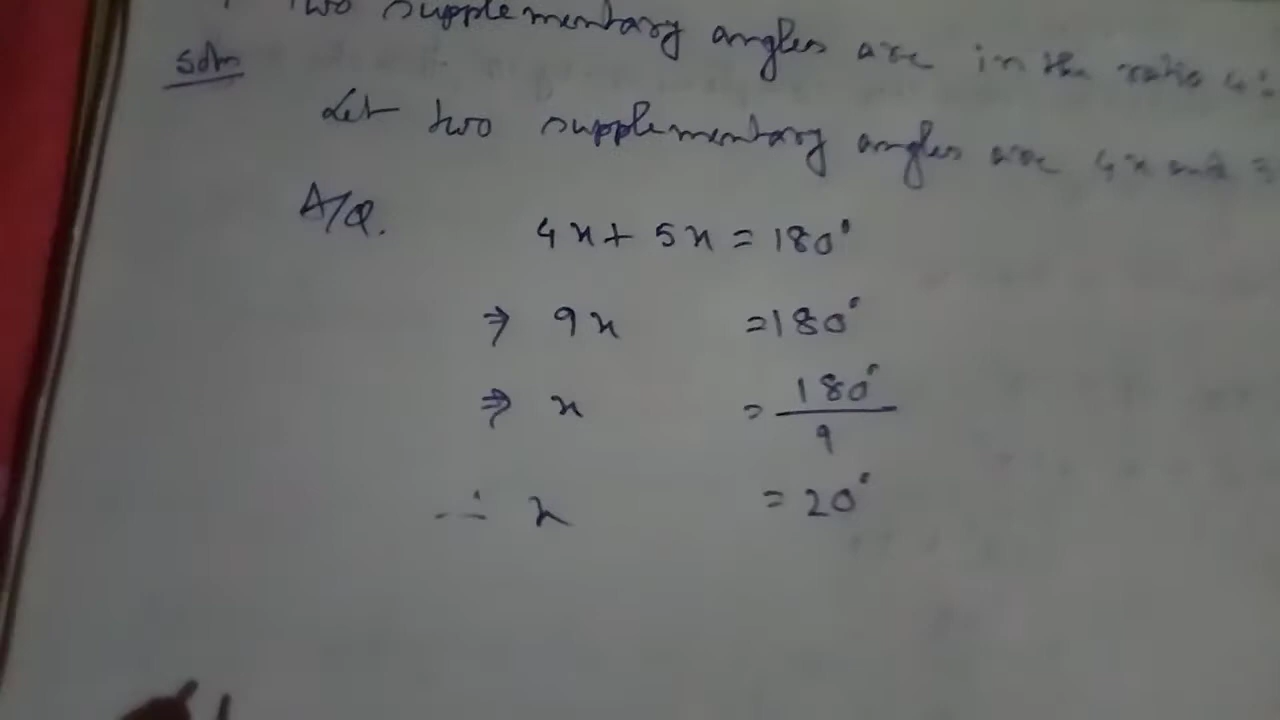 Two supplementary angles are in the ratio 4:
Soln
Let two supplementary angles are 4x and
A/Q.
4x + 5x = 180°
⇒ 9x = 180°
⇒ x = 180° / 9
∴ x = 20°